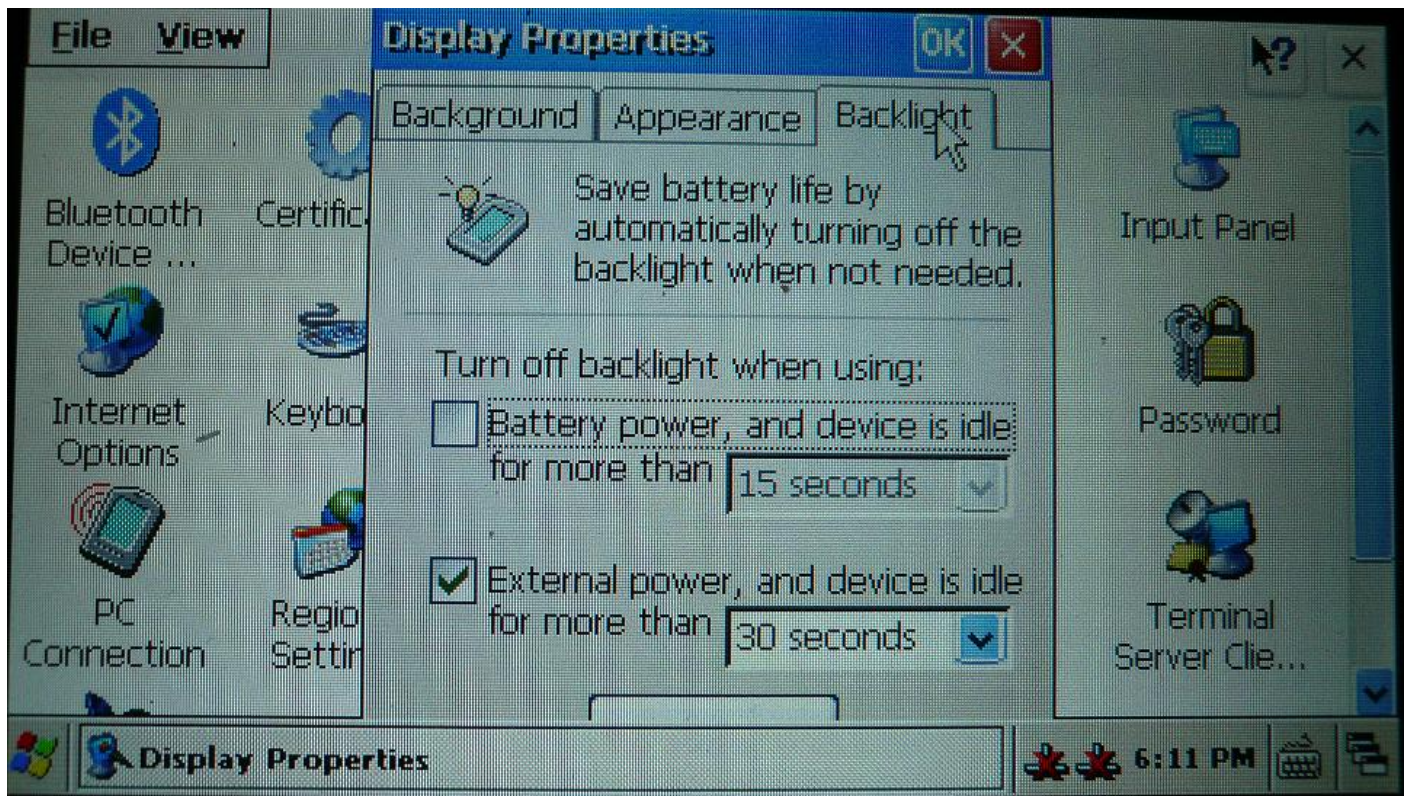 File View
Display Properties OK
?
Background Appearance Backlight
Save battery life by
automatically turning off the
backlight when not needed.
Turn off backlight when using:
Battery power, and device is idle
for more than 15 seconds
External power, and device is idle
for more than 30 seconds
Bluetooth
Device ...
Certific
Internet
Options
Keybo
PC
Connection
Regio
Settin
Input Panel
Password
Terminal
Server Clie...
Display Properties
6:11 PM